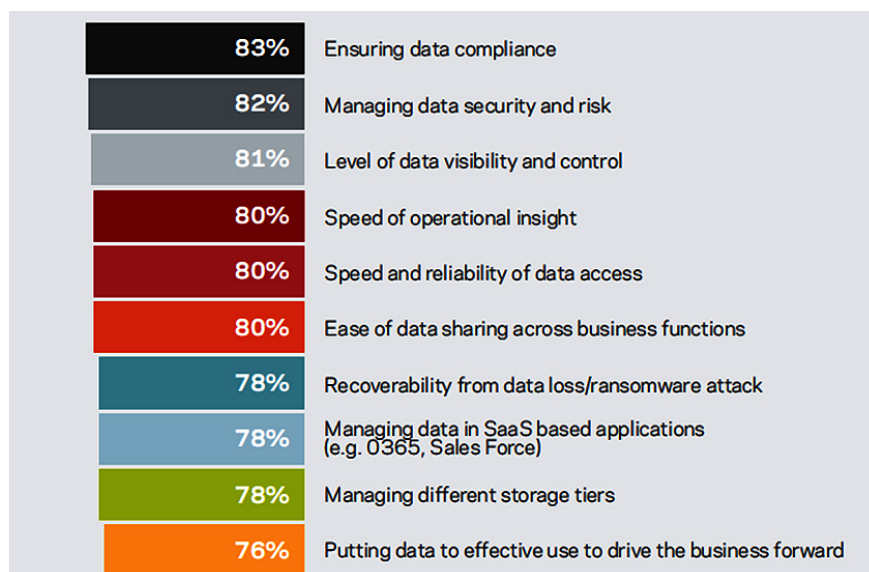 83% Ensuring data compliance
82% Managing data security and risk
81% Level of data visibility and control
80% Speed of operational insight
80% Speed and reliability of data access
80% Ease of data sharing across business functions
78% Recoverability from data loss/ransomware attack
78% Managing data in SaaS based applications
(e.g. 0365, Sales Force)
78% Managing different storage tiers
76% Putting data to effective use to drive the business forward